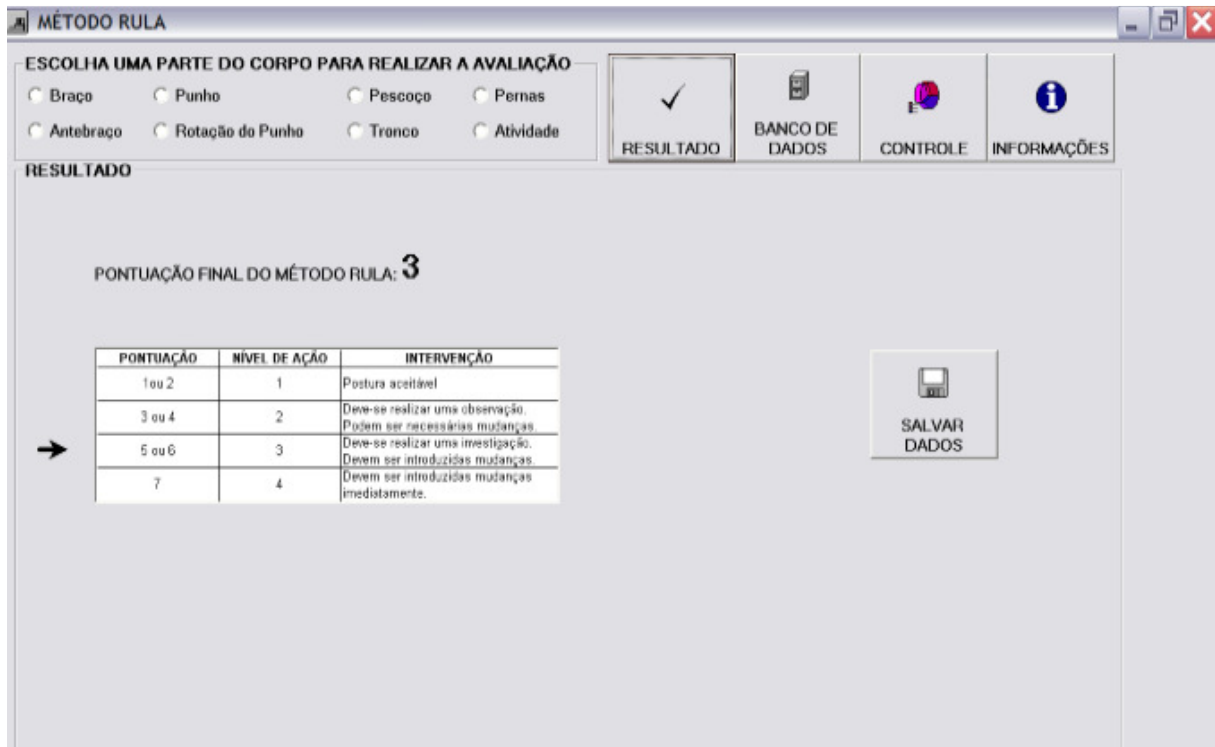 MÉTODO RULA
ESCOLHA UMA PARTE DO CORPO PARA REALIZAR A AVALIAÇÃO
Braço Punho Pescoço Pernas
Antebraço Rotação do Punho Tronco Atividade
RESULTADO
BANCO DE
DADOS
CONTROLE
INFORMAÇÕES
RESULTADO
PONTUAÇÃO FINAL DO MÉTODO RULA: 3
PONTUAÇÃO NÍVEL DE AÇÃO INTERVENÇÃO
1ou 2 1 Postura aceitável
3 ou 4 2 Deve-se realizar uma observação.
Podem ser necessárias mudanças.
5 ou 6 3 Deve-se realizar uma investigação.
Devem ser introduzidas mudanças.
7 4 Devem ser introduzidas mudanças
imediatamente.
SALVAR
DADOS